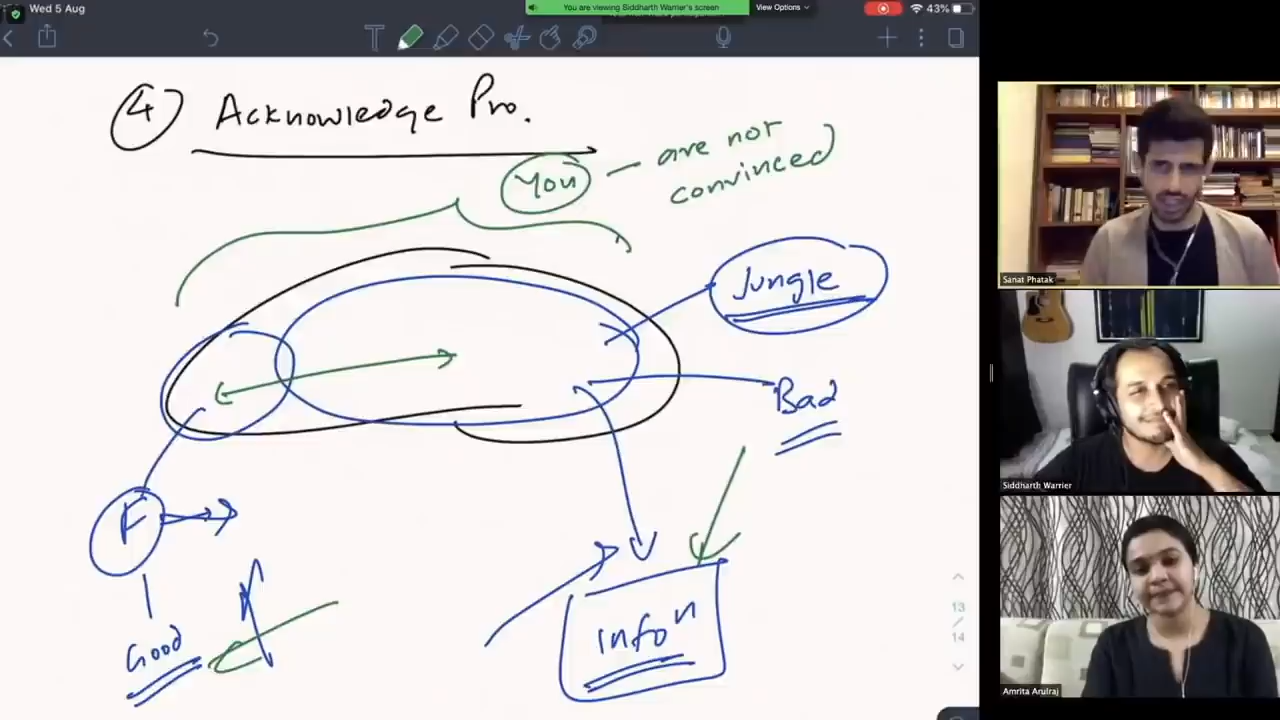 Wed 5 Aug
You are viewing Siddharth Warrier's screen
View Options
43%
④ Acknowledge Pro.
You — are not
convinced
Jungle
Bad
F
Good
Infoⁿ
13
/
14
Sanat Phatak
Siddharth Warrier
Amrita Arulraj